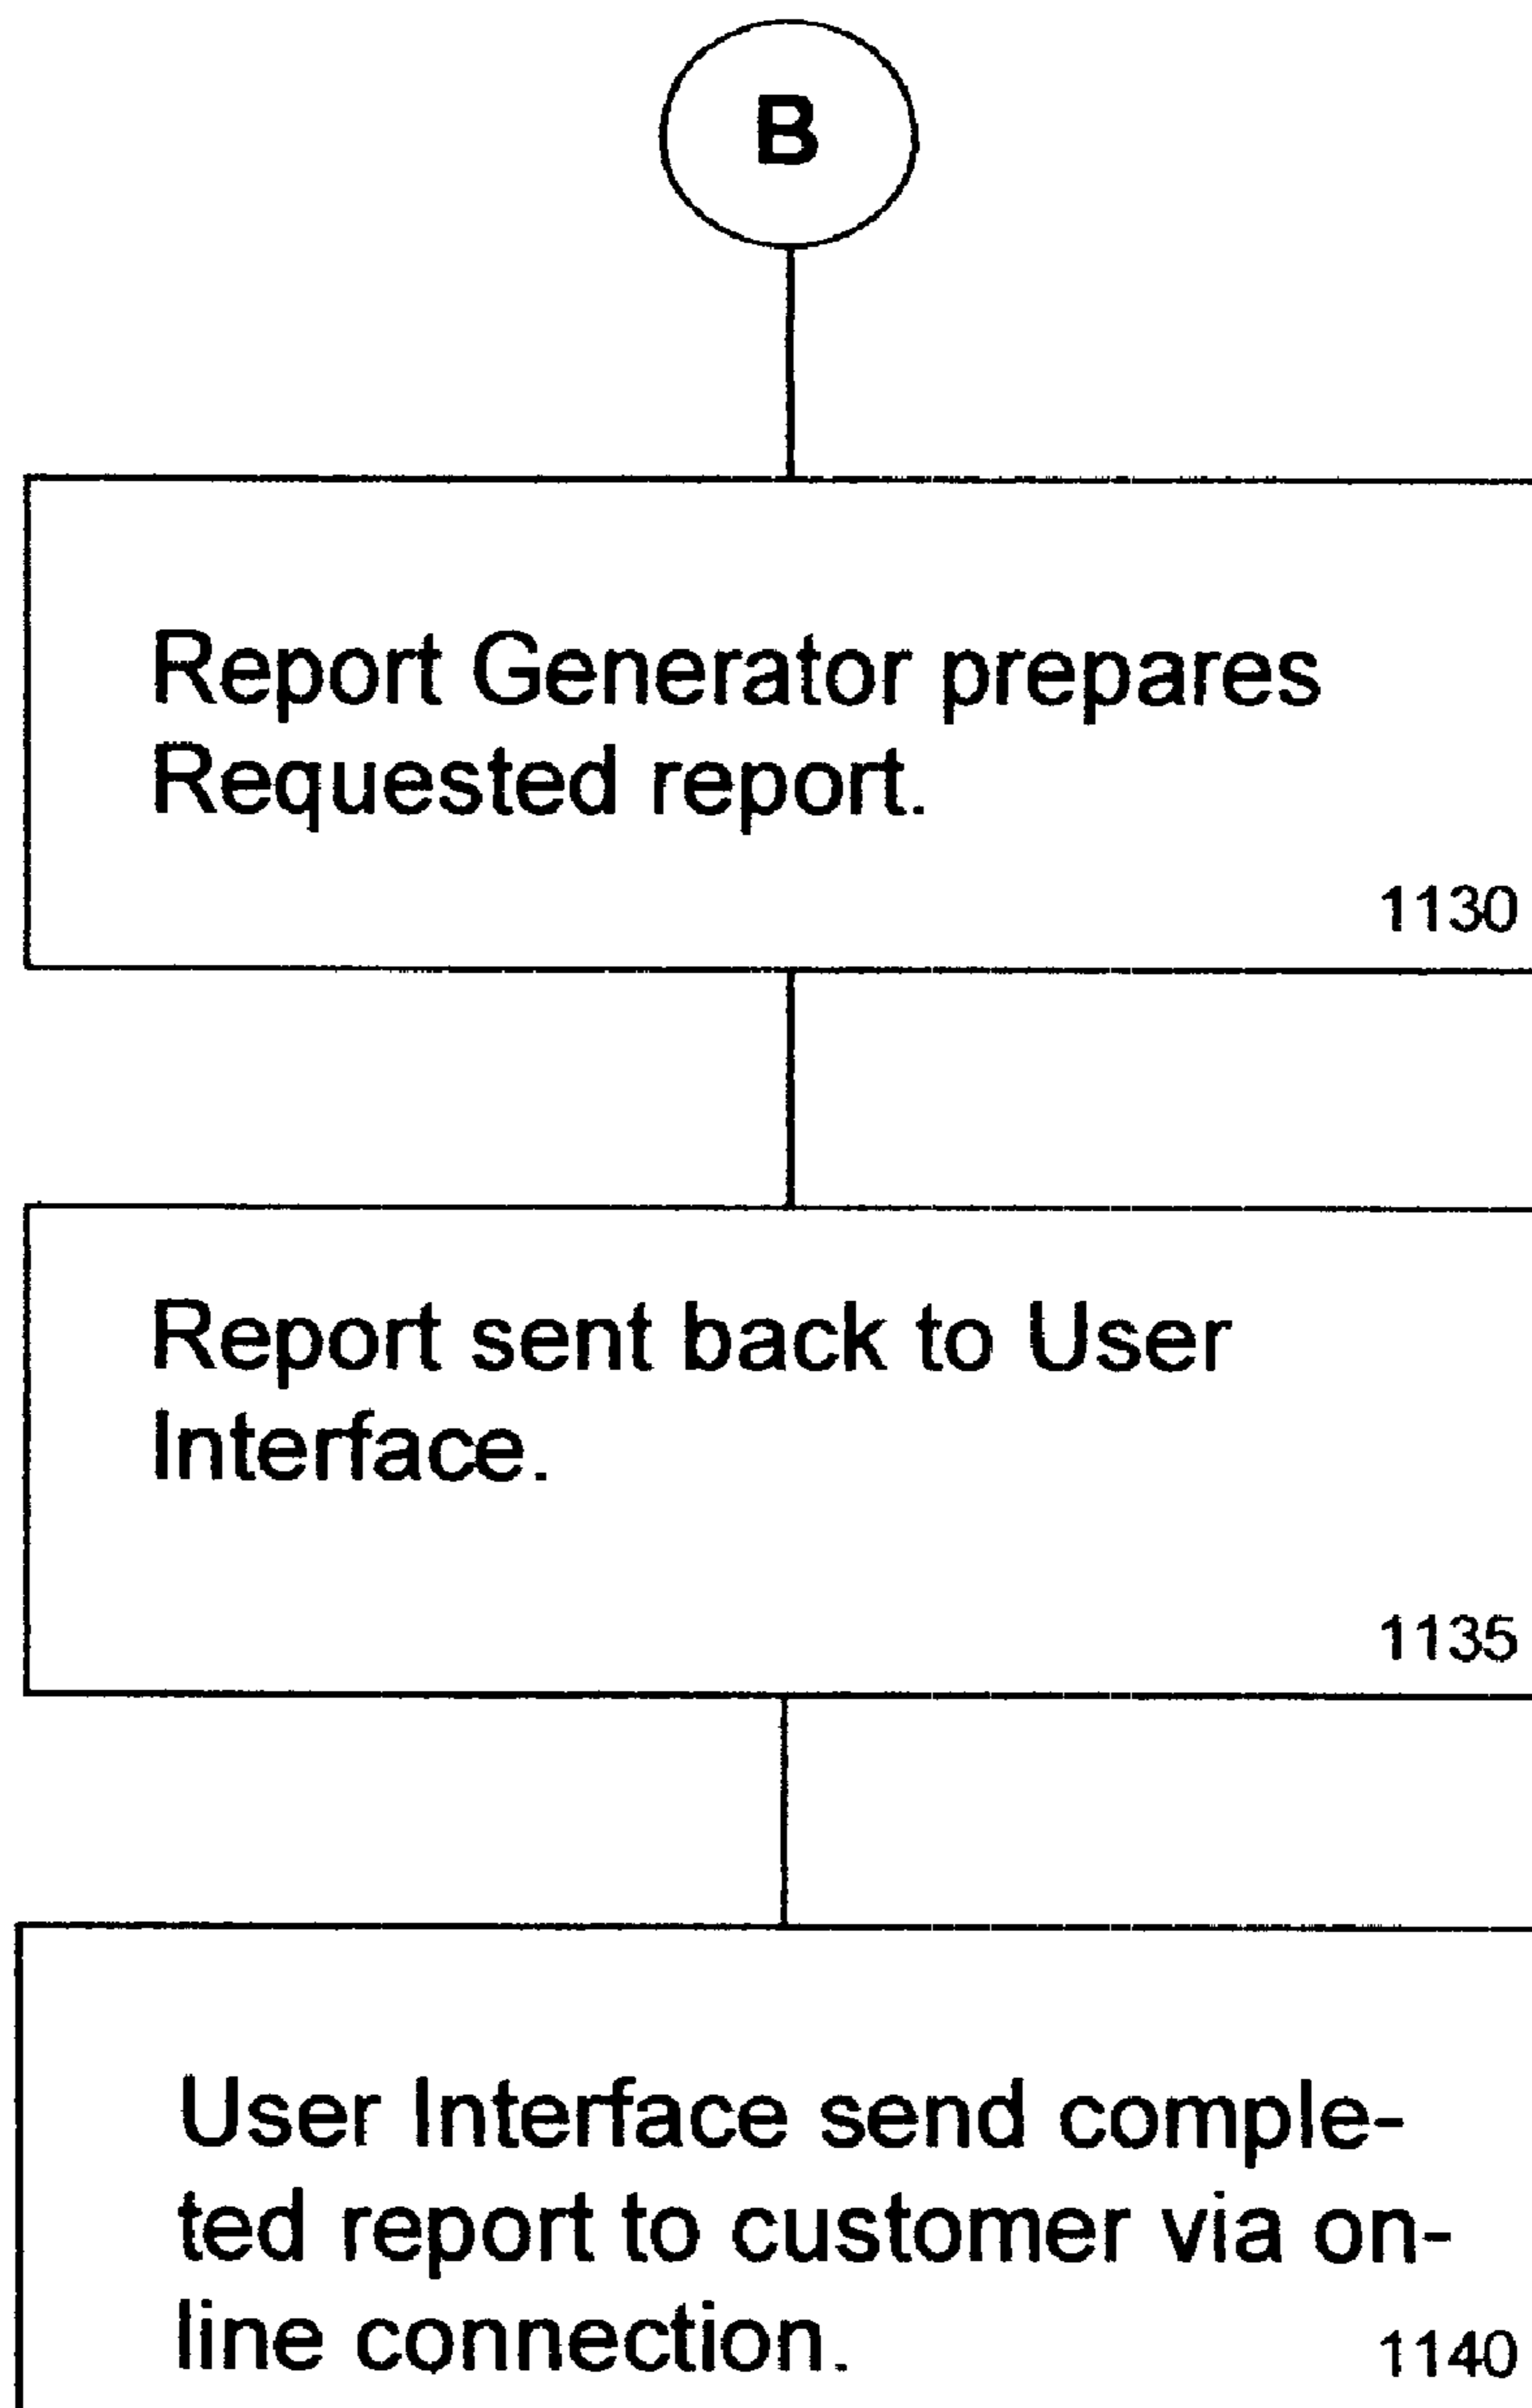 B
Report Generator prepares
Requested report.
1130
Report sent back to User
Interface.
1135
User Interface send comple-
ted report to customer via on-
line connection.
1140